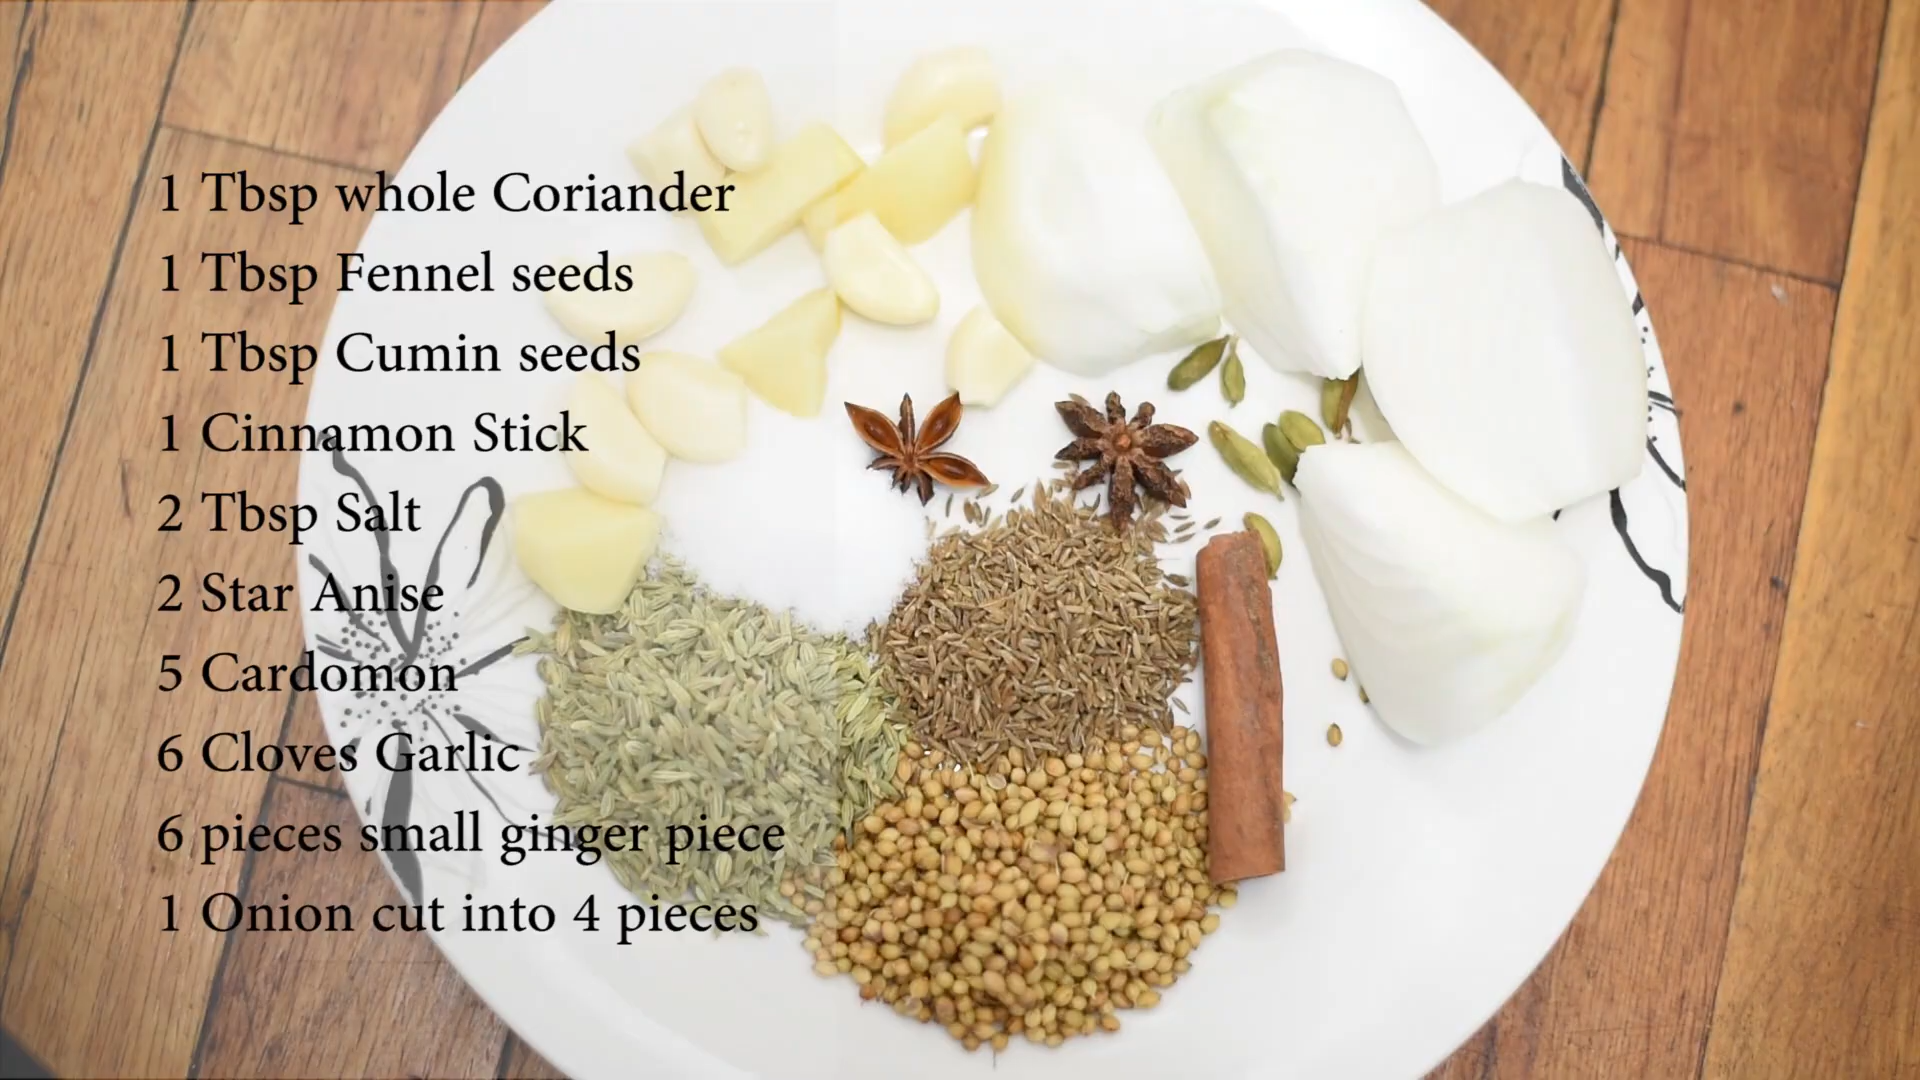 1 Tbsp whole Coriander
1 Tbsp Fennel seeds
1 Tbsp Cumin seeds
1 Cinnamon Stick
2 Tbsp Salt
2 Star Anise
5 Cardomon
6 Cloves Garlic
6 pieces small ginger piece
1 Onion cut into 4 pieces